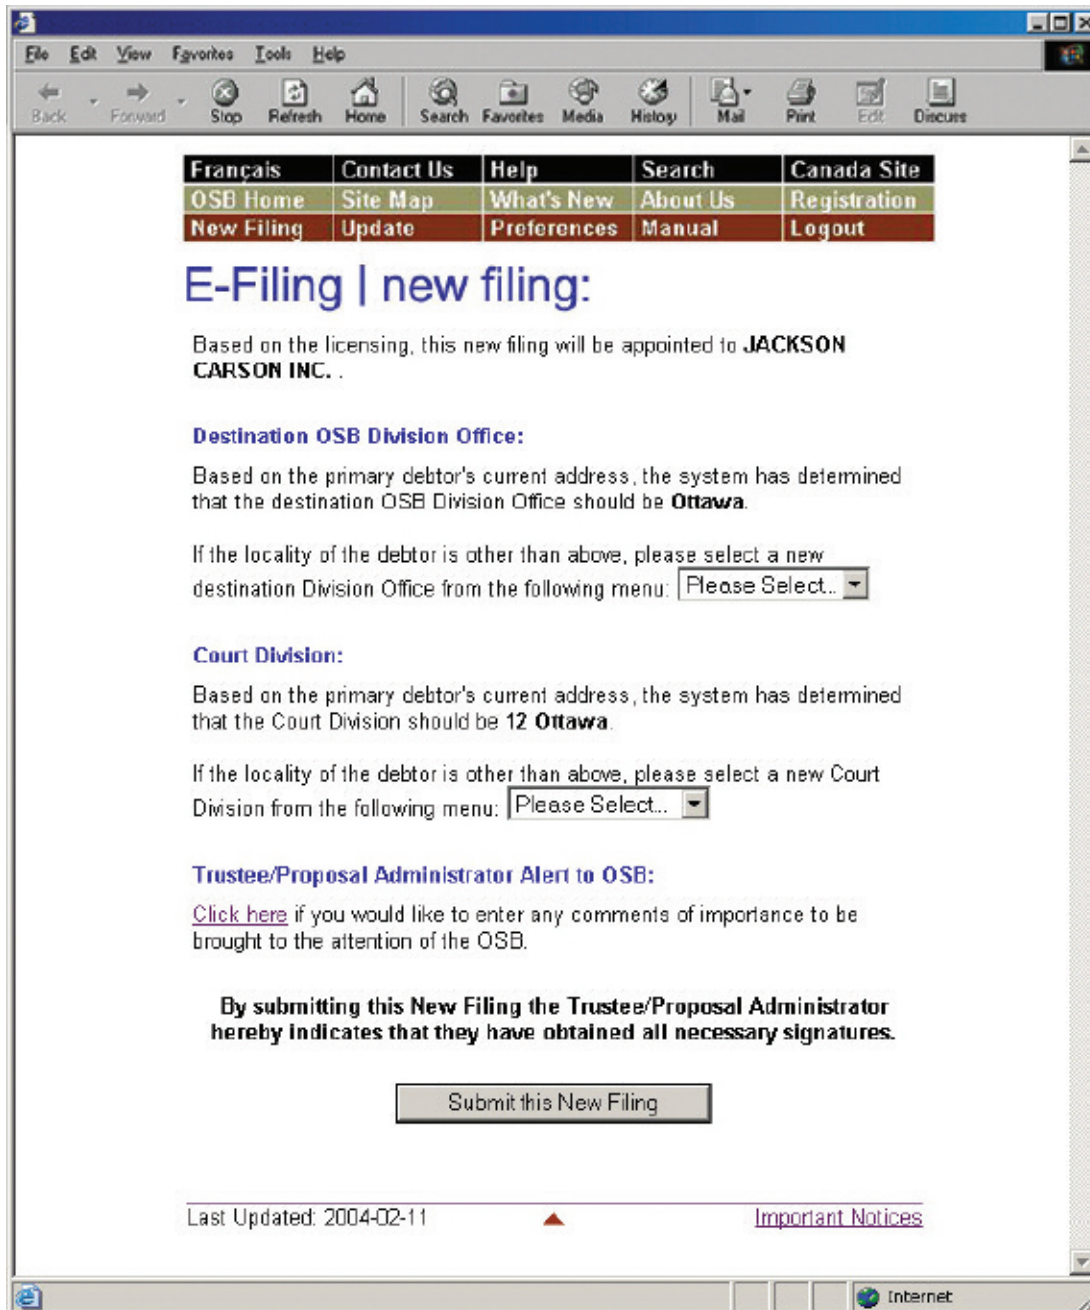 File Edit View Favorites Tools Help
Back Forward Stop Refresh Home Search Favorites Media History Mail Print Edit Discuss
Français Contact Us Help Search Canada Site
OSB Home Site Map What's New About Us Registration
New Filing Update Preferences Manual Logout
E-Filing | new filing:
Based on the licensing, this new filing will be appointed to JACKSON
CARSON INC. .
Destination OSB Division Office:
Based on the primary debtor's current address, the system has determined
that the destination OSB Division Office should be Ottawa.
If the locality of the debtor is other than above, please select a new
destination Division Office from the following menu: Please Select...
Court Division:
Based on the primary debtor's current address, the system has determined
that the Court Division should be 12 Ottawa.
If the locality of the debtor is other than above, please select a new Court
Division from the following menu: Please Select...
Trustee/Proposal Administrator Alert to OSB:
Click here if you would like to enter any comments of importance to be
brought to the attention of the OSB.
By submitting this New Filing the Trustee/Proposal Administrator
hereby indicates that they have obtained all necessary signatures.
Submit this New Filing
Last Updated: 2004-02-11 Important Notices
Internet